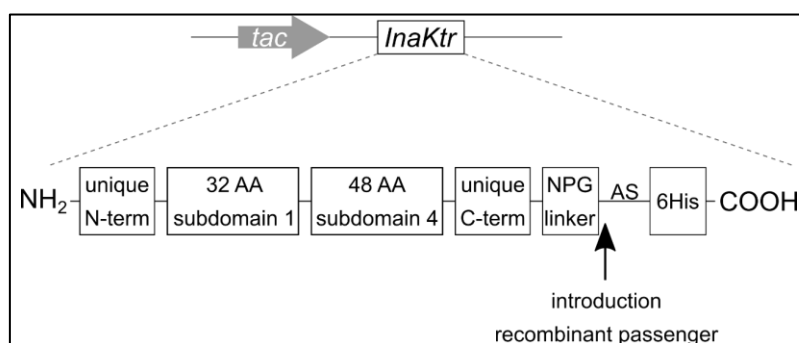 tac InaKtr
NH2 unique N-term 32 AA subdomain 1 48 AA subdomain 4 unique C-term NPG linker AS 6His COOH
introduction
recombinant passenger